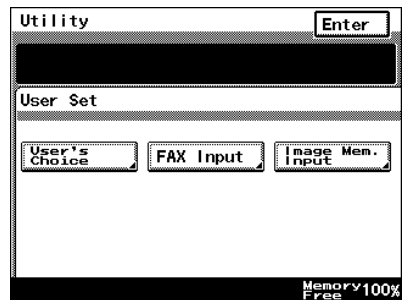 Utility
Enter
User Set
User's
Choice
FAX Input
Image Mem.
Input
Memory
Free 100%